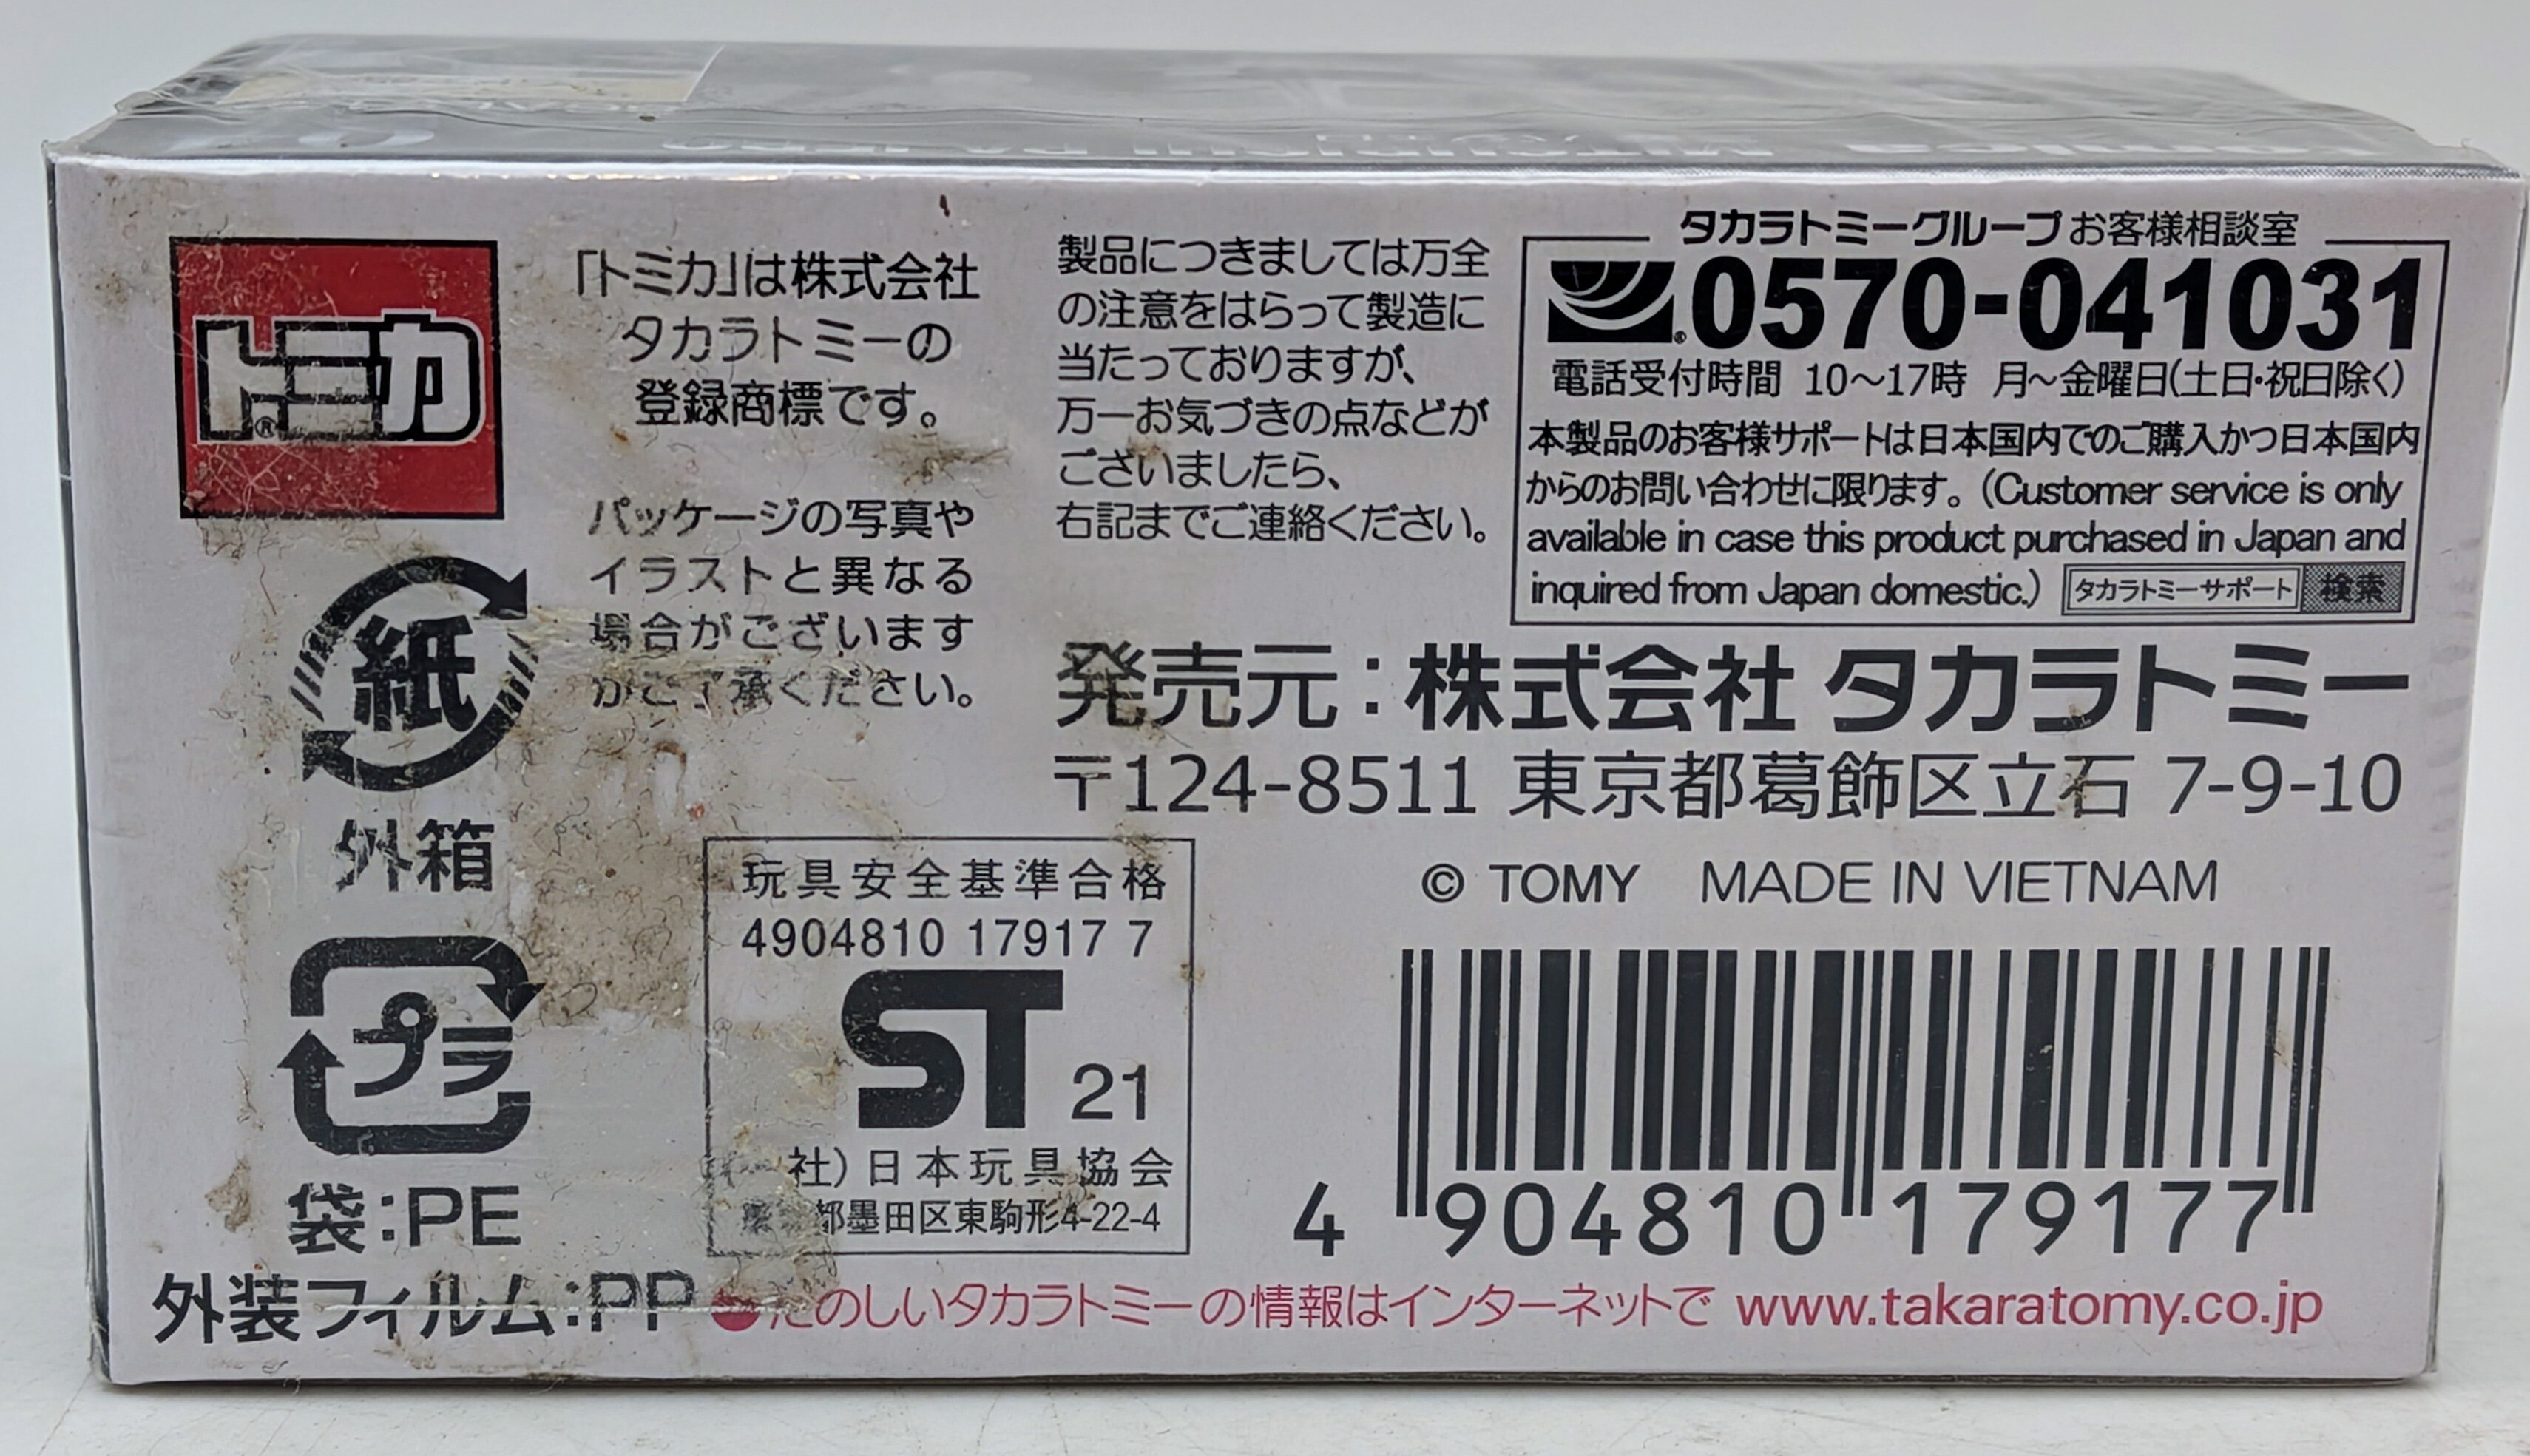 トミカ
®
「トミカ」は株式会社
タカラトミーの
登録商標です。
パッケージの写真や
イラストと異なる
場合がございます
がご了承ください。
紙
外箱
プラ
袋:PE
外装フィルム:PP
製品につきましては万全
の注意をはらって製造に
当たっておりますが、
万一お気づきの点などが
ございましたら、
右記までご連絡ください。
タカラトミーグループ お客様相談室
0570-041031
電話受付時間 10～17時 月～金曜日(土日・祝日除く)
本製品のお客様サポートは日本国内でのご購入かつ日本国内
からのお問い合わせに限ります。(Customer service is only
available in case this product purchased in Japan and
inquired from Japan domestic.) タカラトミーサポート 検索
発売元：株式会社 タカラトミー
〒124-8511 東京都葛飾区立石 7-9-10
© TOMY MADE IN VIETNAM
玩具安全基準合格
4904810 17917 7
ST 21
社) 日本玩具協会
都墨田区東駒形4-22-4
4 904810 179177
●たのしいタカラトミーの情報はインターネットで www.takaratomy.co.jp